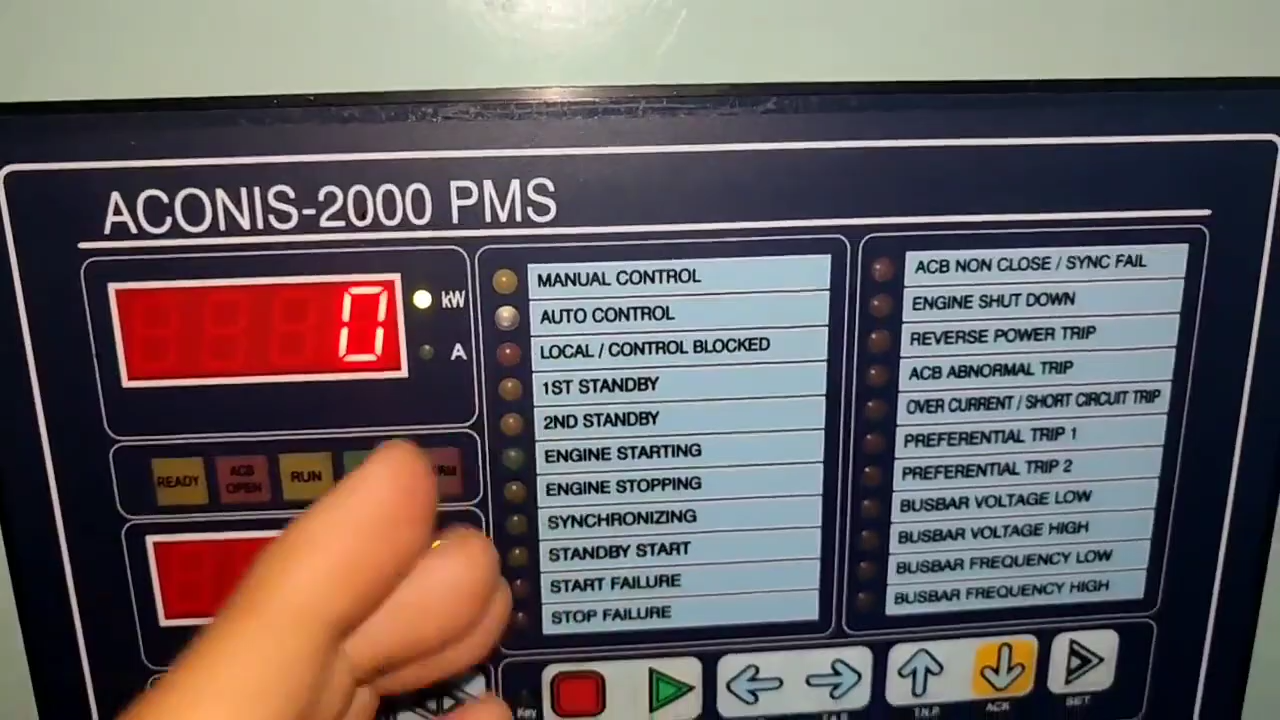 ACONIS-2000 PMS
0
kW
A
READY
ACB
OPEN
RUN
MANUAL CONTROL
AUTO CONTROL
LOCAL / CONTROL BLOCKED
1ST STANDBY
2ND STANDBY
ENGINE STARTING
ENGINE STOPPING
SYNCHRONIZING
STANDBY START
START FAILURE
STOP FAILURE
ACB NON CLOSE / SYNC FAIL
ENGINE SHUT DOWN
REVERSE POWER TRIP
ACB ABNORMAL TRIP
OVER CURRENT / SHORT CIRCUIT TRIP
PREFERENTIAL TRIP 1
PREFERENTIAL TRIP 2
BUSBAR VOLTAGE LOW
BUSBAR VOLTAGE HIGH
BUSBAR FREQUENCY LOW
BUSBAR FREQUENCY HIGH
Key
ACK
SET